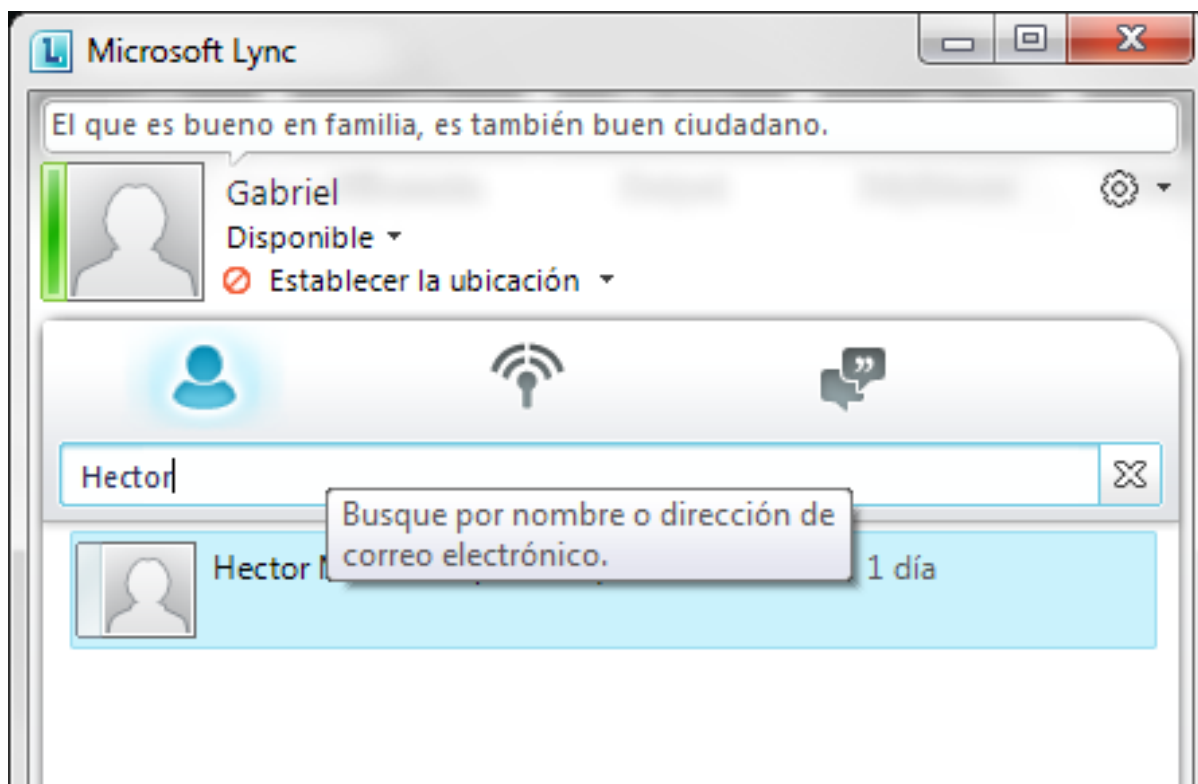 Microsoft Lync
El que es bueno en familia, es también buen ciudadano.
Gabriel
Disponible
Establecer la ubicación
Hector
Busque por nombre o dirección de
correo electrónico.
Hector 1 día